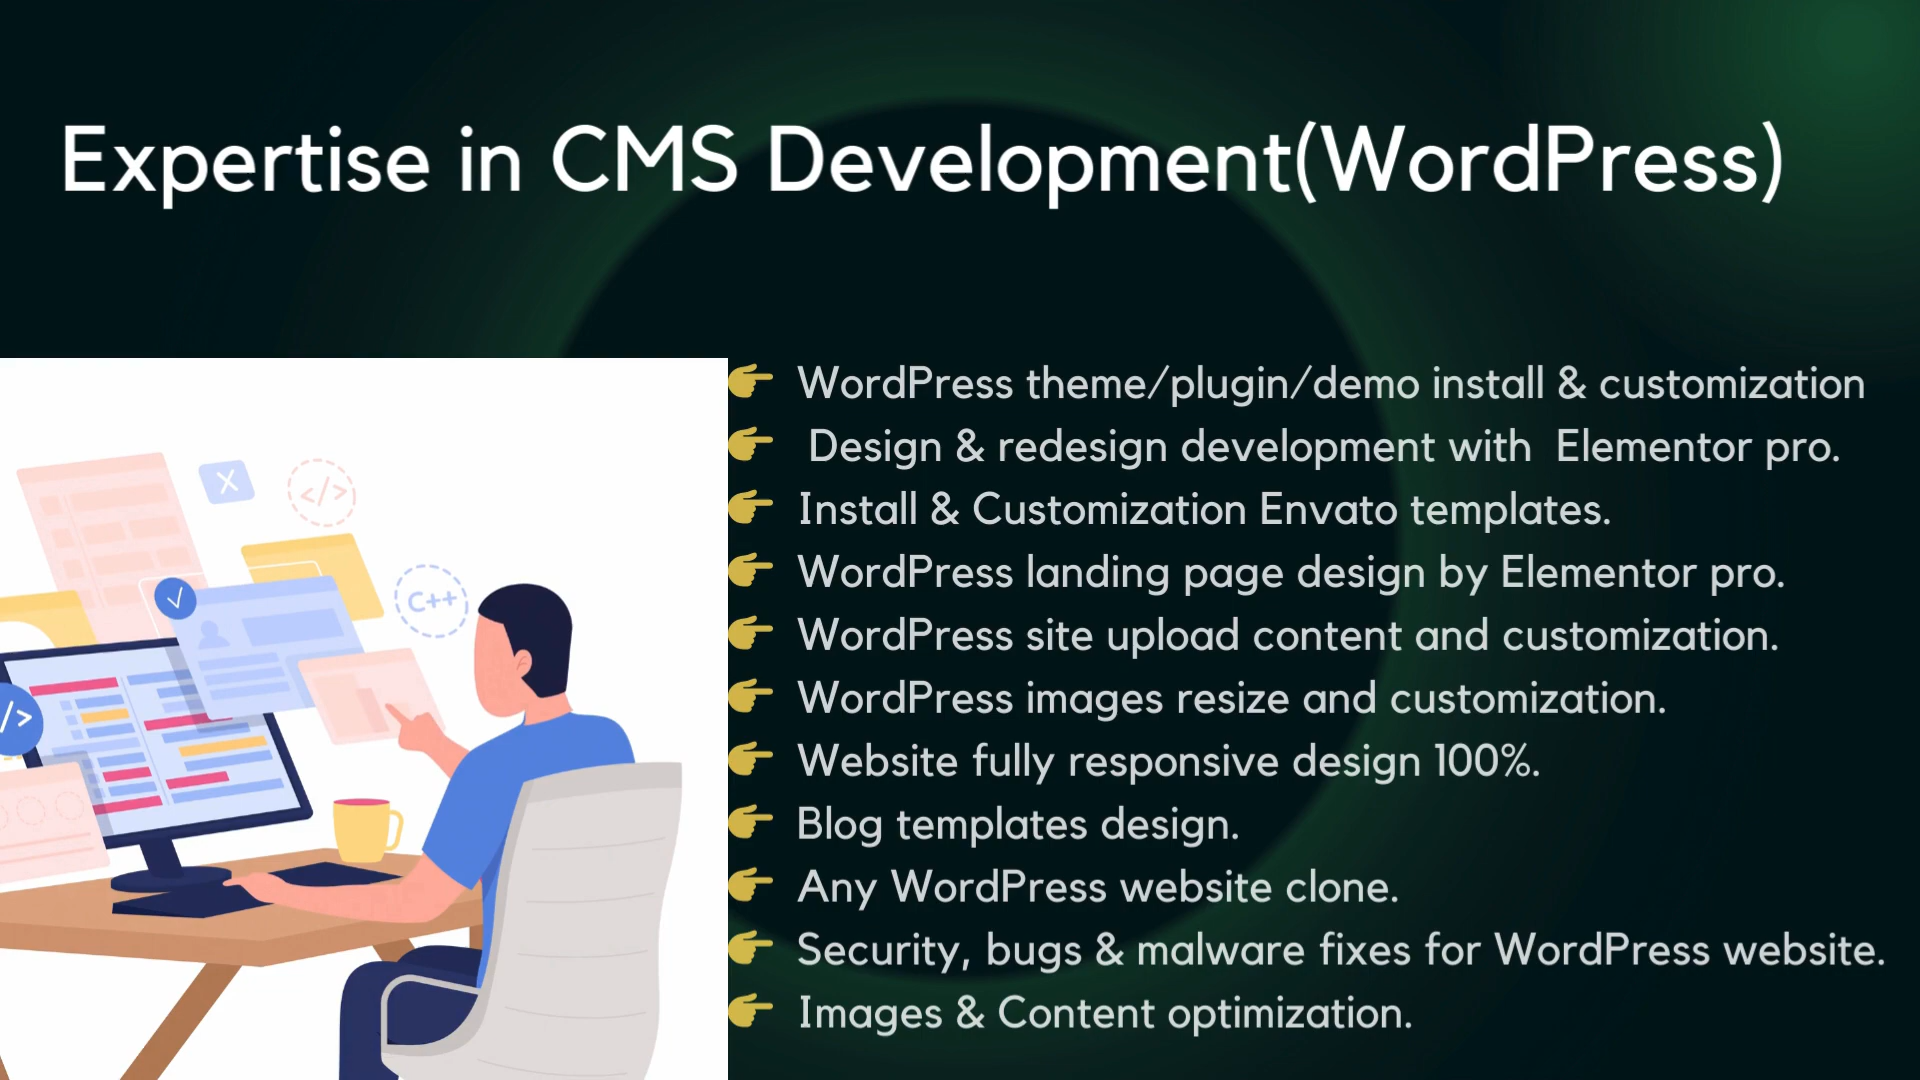 Expertise in CMS Development(WordPress)
👉 WordPress theme/plugin/demo install & customization
👉 Design & redesign development with Elementor pro.
👉 Install & Customization Envato templates.
👉 WordPress landing page design by Elementor pro.
👉 WordPress site upload content and customization.
👉 WordPress images resize and customization.
👉 Website fully responsive design 100%.
👉 Blog templates design.
👉 Any WordPress website clone.
👉 Security, bugs & malware fixes for WordPress website.
👉 Images & Content optimization.
X
</>
C++
/>